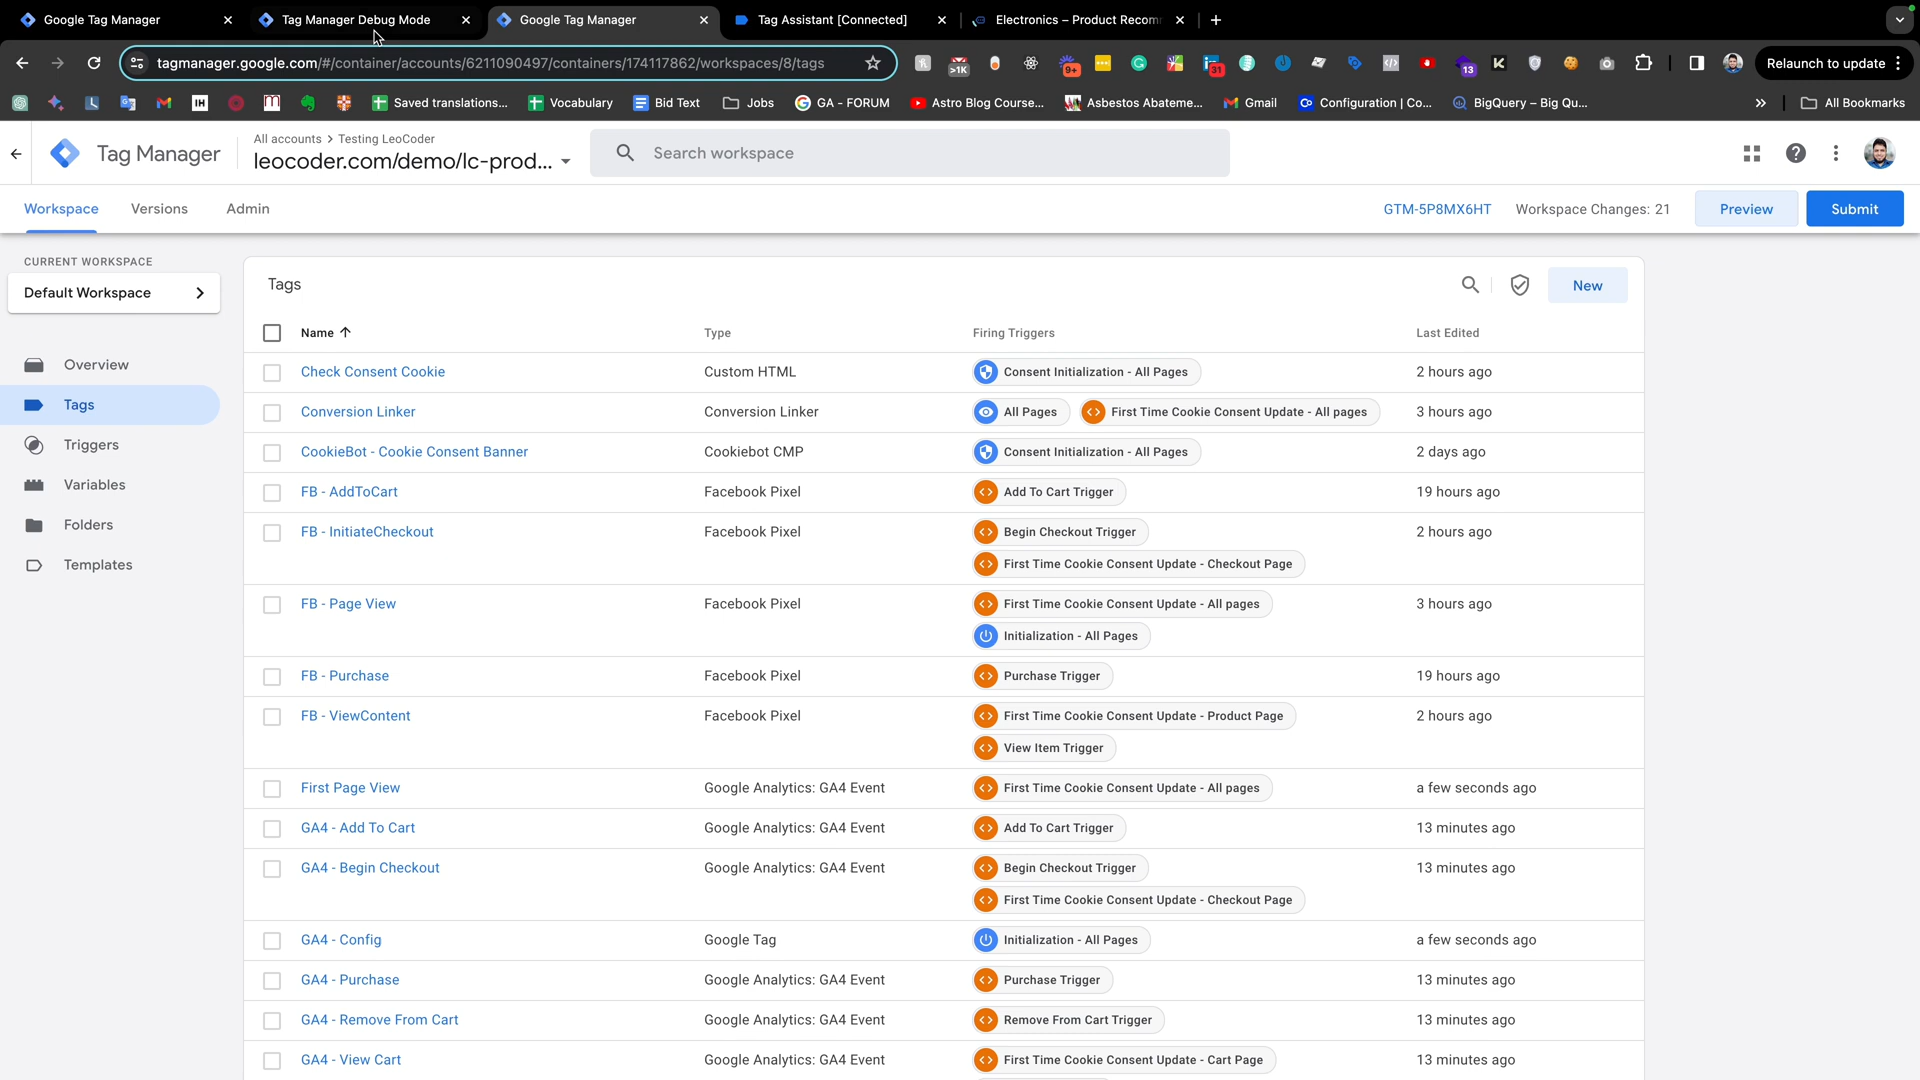 Google Tag Manager
Tag Manager Debug Mode
Google Tag Manager
Tag Assistant [Connected]
Electronics – Product Recom
tagmanager.google.com/#/container/accounts/6211090497/containers/174117862/workspaces/8/tags
>1K
9+
31
13
Relaunch to update
Saved translations...
Vocabulary
Bid Text
Jobs
GA - FORUM
Astro Blog Course...
Asbestos Abateme...
Gmail
Configuration | Co...
BigQuery – Big Qu...
All Bookmarks
Tag Manager
All accounts > Testing LeoCoder
leocoder.com/demo/lc-prod...
Search workspace
Workspace
Versions
Admin
GTM-5P8MX6HT
Workspace Changes: 21
Preview
Submit
CURRENT WORKSPACE
Default Workspace
Overview
Tags
Triggers
Variables
Folders
Templates
Tags
New
Name Type Firing Triggers Last Edited
Check Consent Cookie Custom HTML Consent Initialization - All Pages 2 hours ago
Conversion Linker Conversion Linker All Pages First Time Cookie Consent Update - All pages 3 hours ago
CookieBot - Cookie Consent Banner Cookiebot CMP Consent Initialization - All Pages 2 days ago
FB - AddToCart Facebook Pixel Add To Cart Trigger 19 hours ago
FB - InitiateCheckout Facebook Pixel Begin Checkout Trigger 2 hours ago
First Time Cookie Consent Update - Checkout Page
FB - Page View Facebook Pixel First Time Cookie Consent Update - All pages 3 hours ago
Initialization - All Pages
FB - Purchase Facebook Pixel Purchase Trigger 19 hours ago
FB - ViewContent Facebook Pixel First Time Cookie Consent Update - Product Page 2 hours ago
View Item Trigger
First Page View Google Analytics: GA4 Event First Time Cookie Consent Update - All pages a few seconds ago
GA4 - Add To Cart Google Analytics: GA4 Event Add To Cart Trigger 13 minutes ago
GA4 - Begin Checkout Google Analytics: GA4 Event Begin Checkout Trigger 13 minutes ago
First Time Cookie Consent Update - Checkout Page
GA4 - Config Google Tag Initialization - All Pages a few seconds ago
GA4 - Purchase Google Analytics: GA4 Event Purchase Trigger 13 minutes ago
GA4 - Remove From Cart Google Analytics: GA4 Event Remove From Cart Trigger 13 minutes ago
GA4 - View Cart Google Analytics: GA4 Event First Time Cookie Consent Update - Cart Page 13 minutes ago